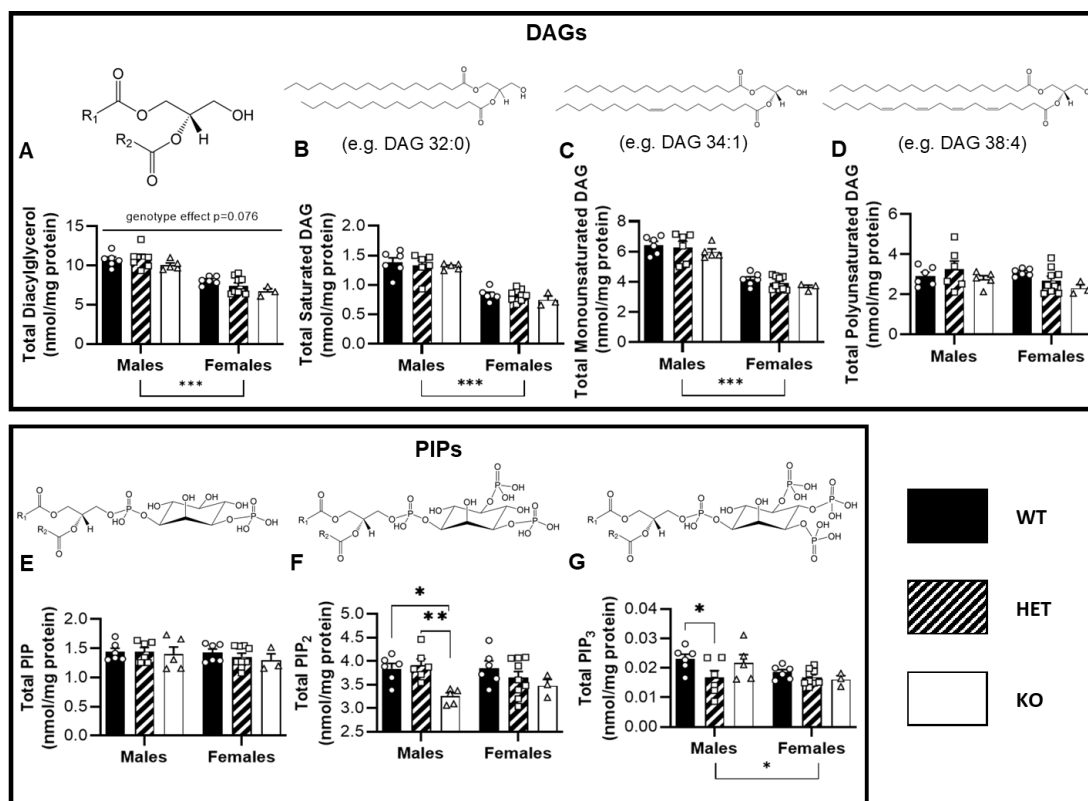 DAGs
A
B
C
D
O
R₁
O
OH
R₂
O
H
O
(e.g. DAG 32:0)
(e.g. DAG 34:1)
(e.g. DAG 38:4)
genotype effect p=0.076
Total Diacylglycerol
(nmol/mg protein)
15
10
5
0
Males Females
***
Total Saturated DAG
(nmol/mg protein)
2.0
1.5
1.0
0.5
0.0
Males Females
***
Total Monounsaturated DAG
(nmol/mg protein)
8
6
4
2
0
Males Females
***
Total Polyunsaturated DAG
(nmol/mg protein)
6
4
2
0
Males Females
PIPs
E
F
G
Total PIP
(nmol/mg protein)
2.0
1.5
1.0
0.5
0.0
Males Females
Total PIP₂
(nmol/mg protein)
5.0
4.5
4.0
3.5
3.0
2.5
*
**
Males Females
Total PIP₃
(nmol/mg protein)
0.04
0.03
0.02
0.01
0.00
*
Males Females
*
WT
HET
KO